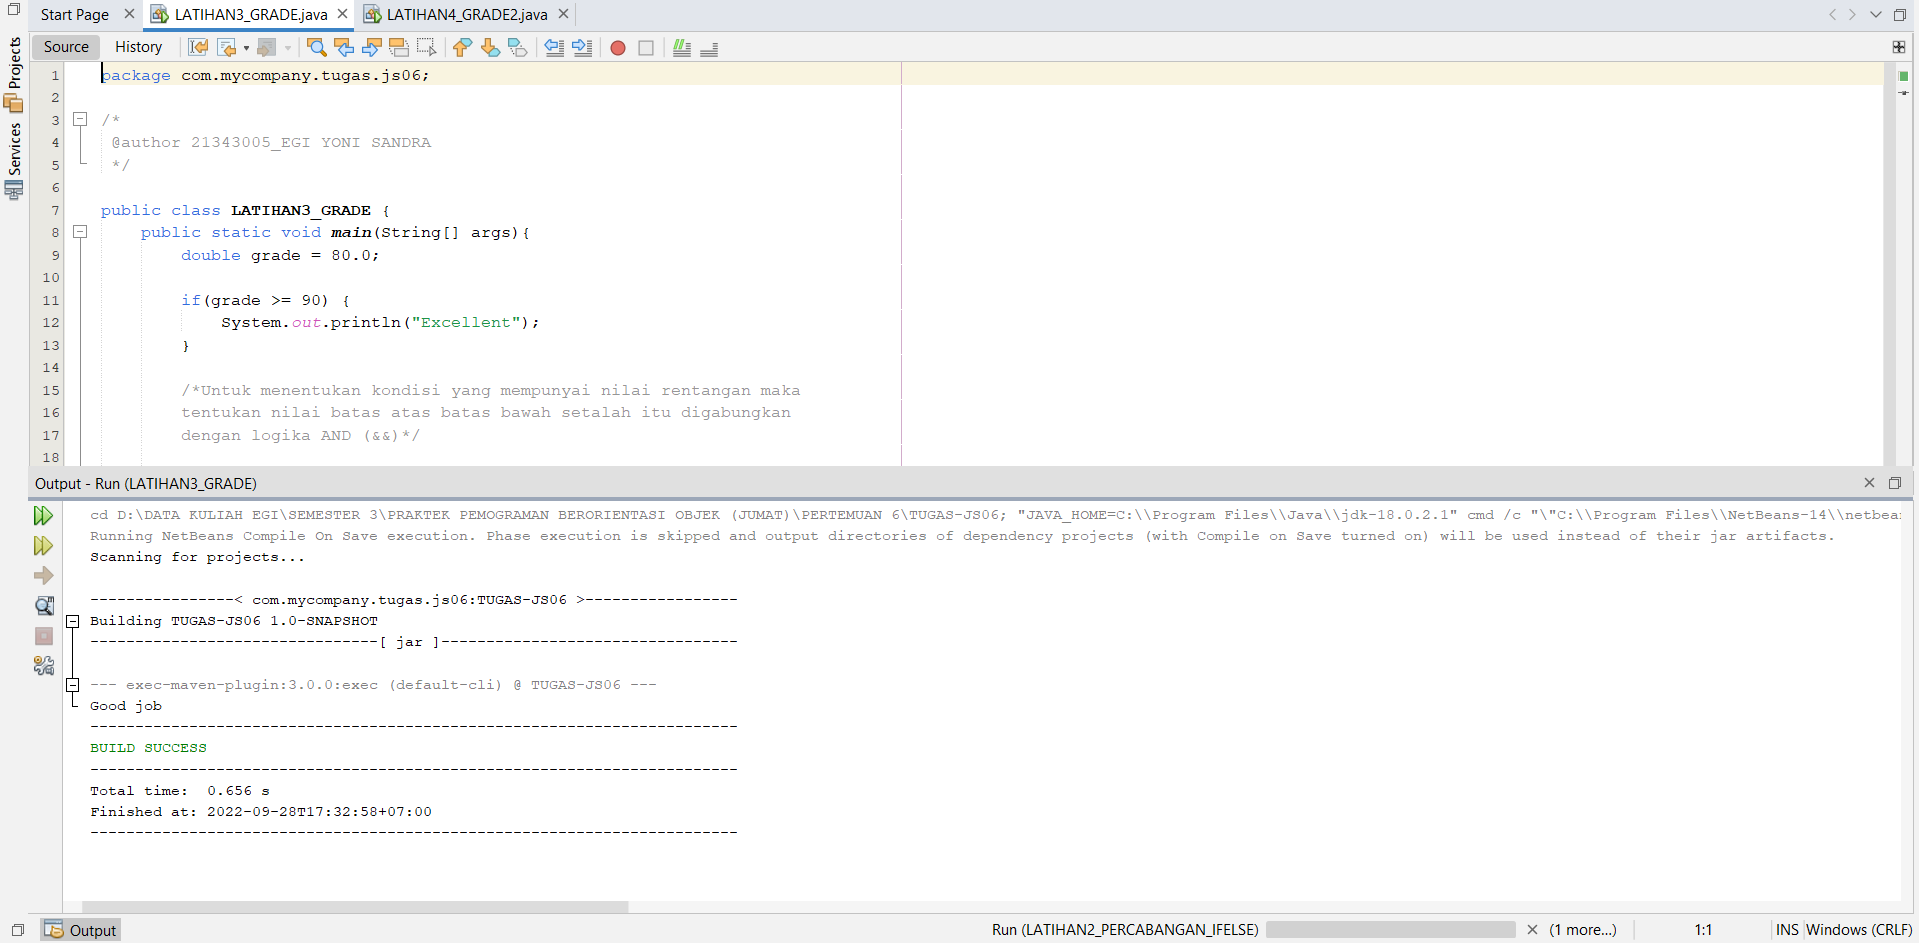 Start Page
LATIHAN3_GRADE.java
LATIHAN4_GRADE2.java
Projects
Services
Source History
1 package com.mycompany.tugas.js06;
2
3 /*
4 @author 21343005_EGI YONI SANDRA
5 */
6
7 public class LATIHAN3_GRADE {
8 public static void main(String[] args){
9 double grade = 80.0;
10
11 if(grade >= 90) {
12 System.out.println("Excellent");
13 }
14
15 /*Untuk menentukan kondisi yang mempunyai nilai rentangan maka
16 tentukan nilai batas atas batas bawah setalah itu digabungkan
17 dengan logika AND (&&)*/
18
Output - Run (LATIHAN3_GRADE)
cd D:\DATA KULIAH EGI\SEMESTER 3\PRAKTEK PEMOGRAMAN BERORIENTASI OBJEK (JUMAT)\PERTEMUAN 6\TUGAS-JS06; "JAVA_HOME=C:\\Program Files\\Java\\jdk-18.0.2.1" cmd /c "\"C:\\Program Files\\NetBeans-14\\netbea
Running NetBeans Compile On Save execution. Phase execution is skipped and output directories of dependency projects (with Compile on Save turned on) will be used instead of their jar artifacts.
Scanning for projects...
----------------< com.mycompany.tugas.js06:TUGAS-JS06 >-----------------
Building TUGAS-JS06 1.0-SNAPSHOT
--------------------------------[ jar ]---------------------------------
--- exec-maven-plugin:3.0.0:exec (default-cli) @ TUGAS-JS06 ---
Good job
------------------------------------------------------------------------
BUILD SUCCESS
------------------------------------------------------------------------
Total time:  0.656 s
Finished at: 2022-09-28T17:32:58+07:00
------------------------------------------------------------------------
Output
Run (LATIHAN2_PERCABANGAN_IFELSE)
(1 more...)
1:1
INS
Windows (CRLF)